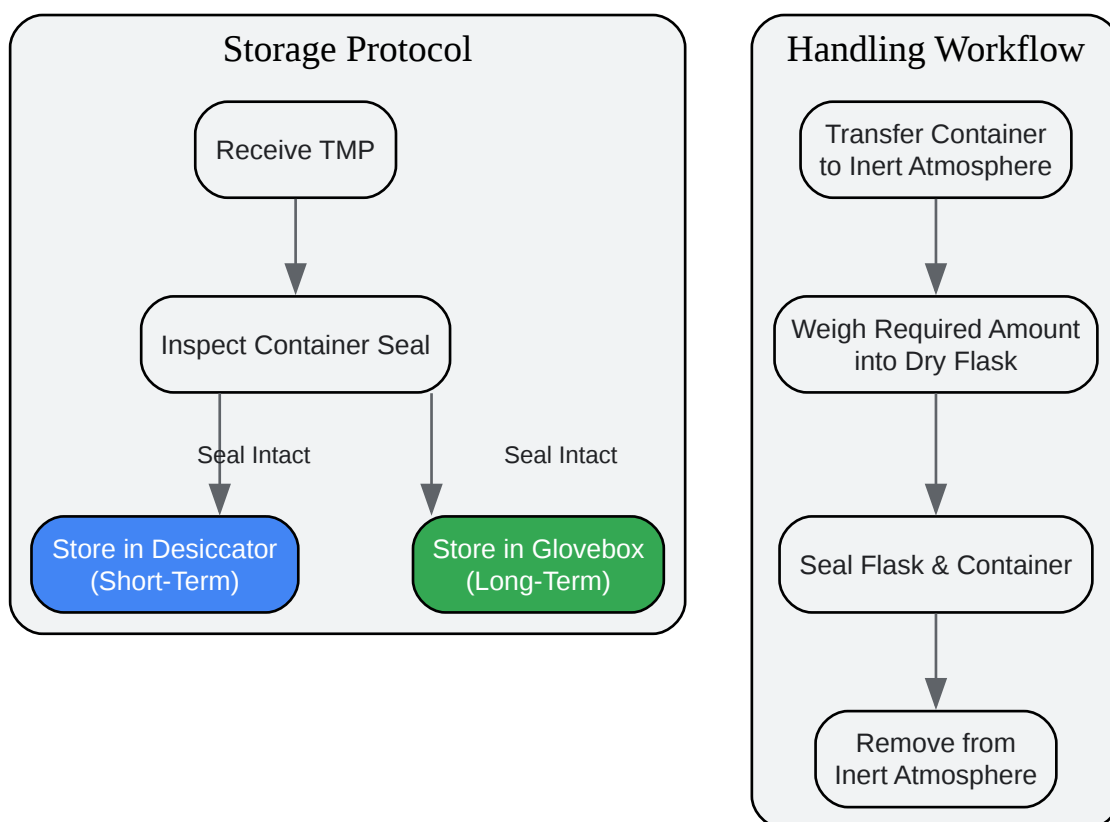 Storage Protocol
Receive TMP
Inspect Container Seal
Seal Intact
Seal Intact
Store in Desiccator
(Short-Term)
Store in Glovebox
(Long-Term)
Handling Workflow
Transfer Container
to Inert Atmosphere
Weigh Required Amount
into Dry Flask
Seal Flask & Container
Remove from
Inert Atmosphere